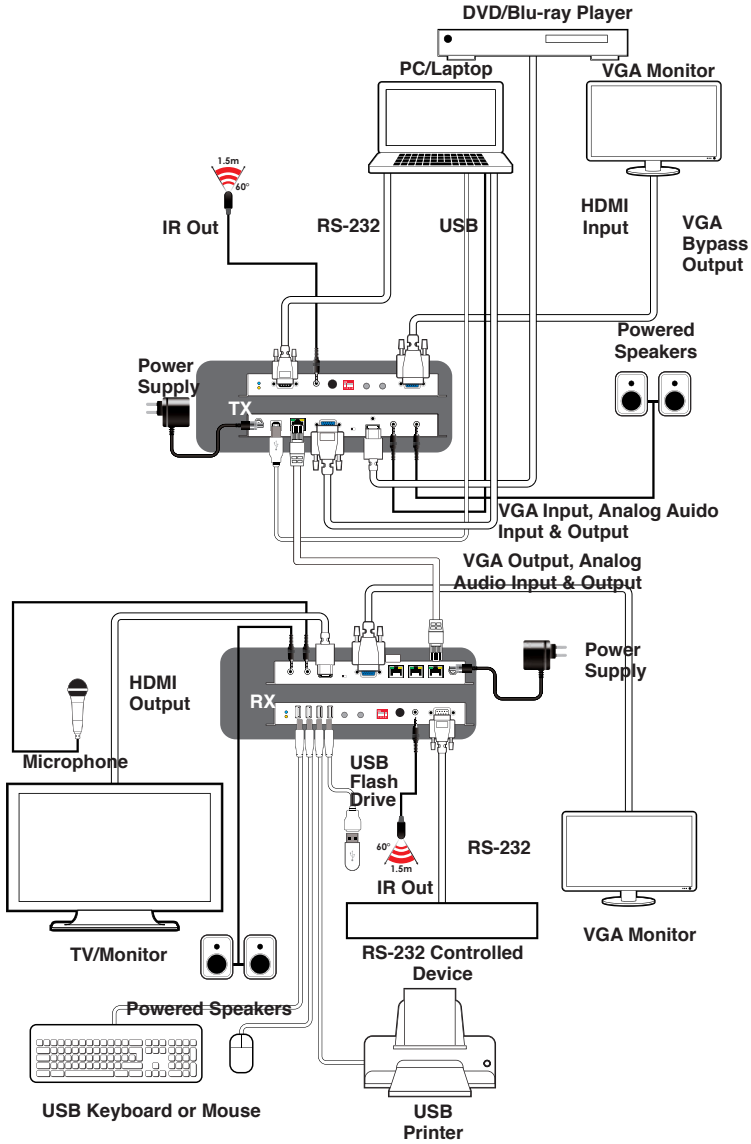 DVD/Blu-ray Player
PC/Laptop
VGA Monitor
1.5m
60°
IR Out
RS-232
USB
HDMI
Input
VGA
Bypass
Output
Powered
Speakers
Power
Supply
TX
VGA Input, Analog Auido
Input & Output
VGA Output, Analog
Audio Input & Output
Power
Supply
HDMI
Output
RX
Microphone
USB
Flash
Drive
60°
1.5m
IR Out
RS-232
TV/Monitor
RS-232 Controlled
Device
VGA Monitor
Powered Speakers
USB Keyboard or Mouse
USB
Printer